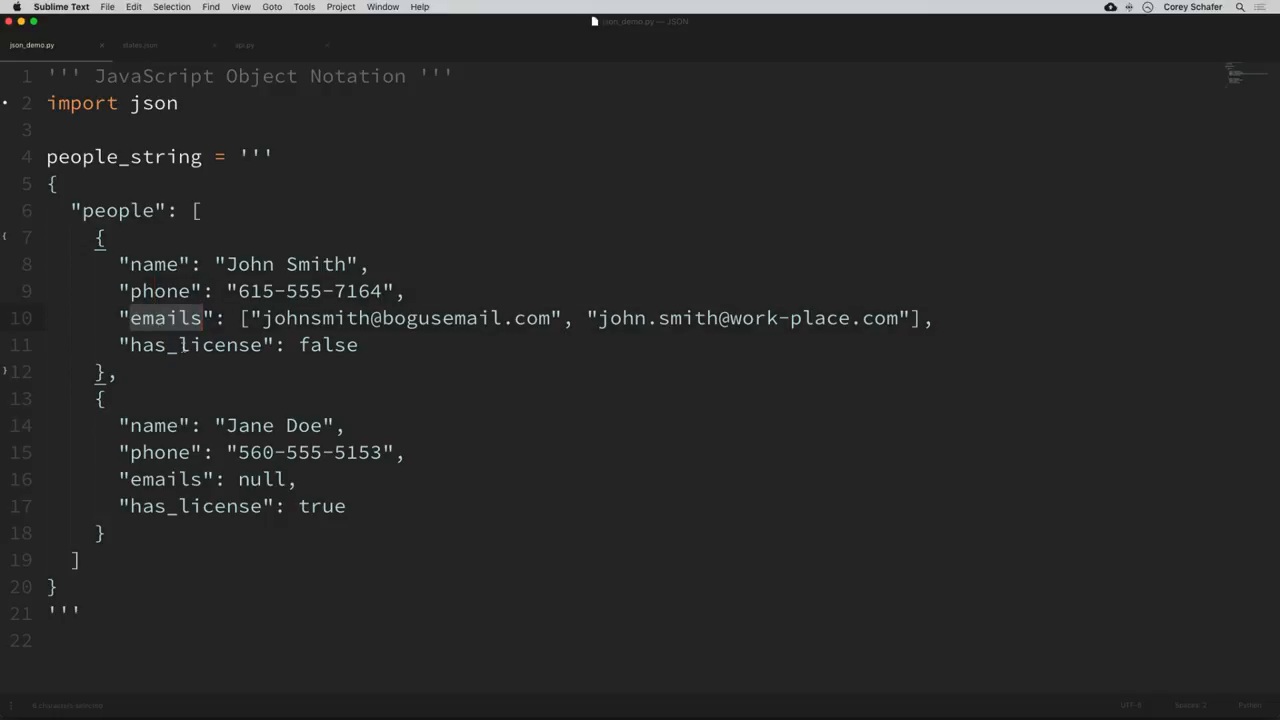 Sublime Text File Edit Selection Find View Goto Tools Project Window Help Corey Schafer
json_demo.py — JSON
json_demo.py states.json api.py
1 ''' JavaScript Object Notation '''
2 import json
3
4 people_string = '''
5 {
6 "people": [
7 {
8 "name": "John Smith",
9 "phone": "615-555-7164",
10 "emails": ["johnsmith@bogusemail.com", "john.smith@work-place.com"],
11 "has_license": false
12 },
13 {
14 "name": "Jane Doe",
15 "phone": "560-555-5153",
16 "emails": null,
17 "has_license": true
18 }
19 ]
20 }
21 '''
22
6 characters selected UTF-8 Spaces: 2 Python